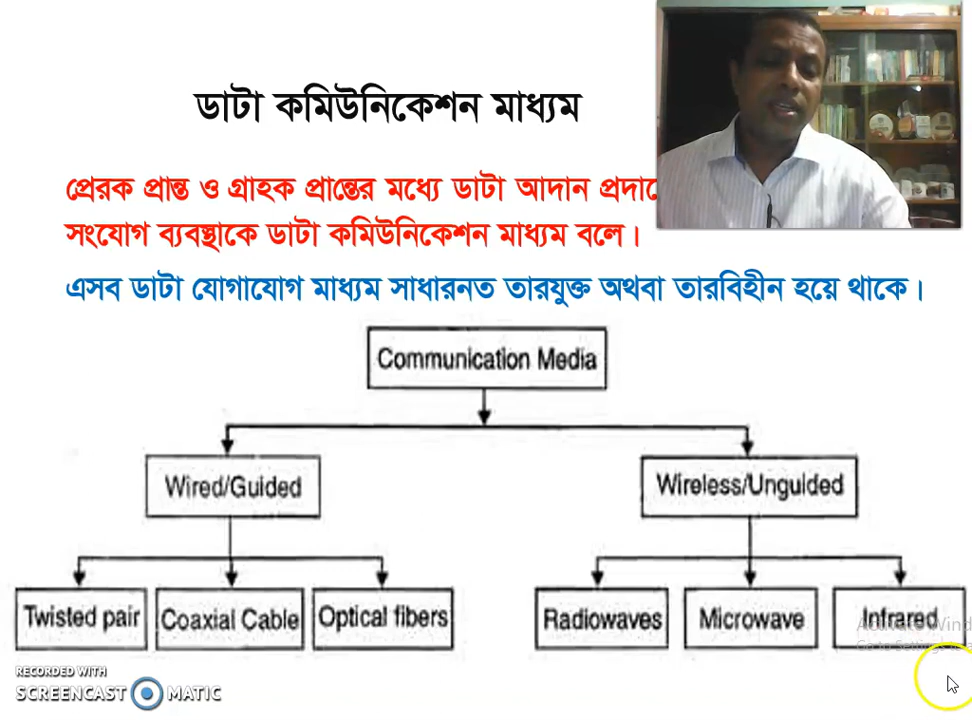 ডাটা কমিউনিকেশন মাধ্যম
প্রেরক প্রান্ত ও গ্রাহক প্রান্তের মধ্যে ডাটা আদান
সংযোগ ব্যবস্থাকে ডাটা কমিউনিকেশন মাধ্যম বলে।
এসব ডাটা যোগাযোগ মাধ্যম সাধারনত তারযুক্ত অথবা তারবিহীন হয়ে থাকে।
Communication Media
Wired/Guided
Wireless/Unguided
Twisted pair
Coaxial Cable
Optical fibers
Radiowaves
Microwave
Infrared
RECORDED WITH
SCREENCAST MATIC